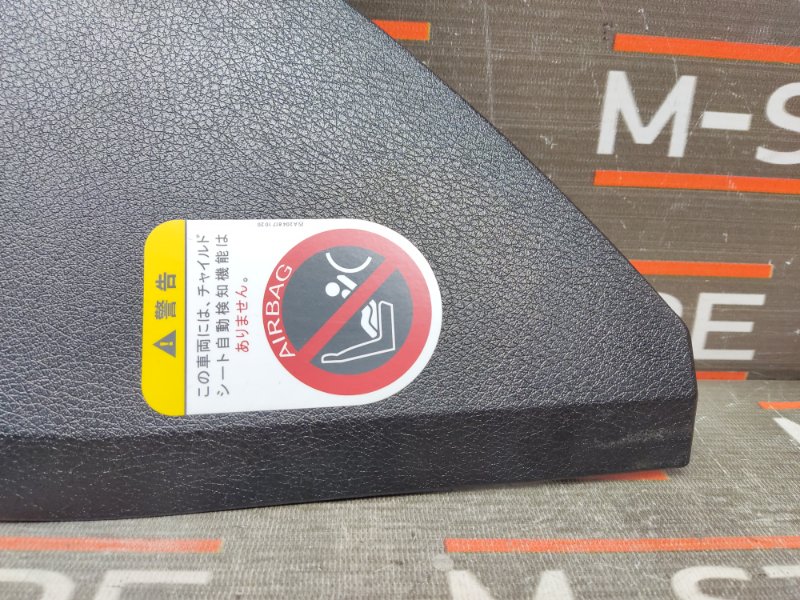 ⚠ 警告
この車両には、チャイルド
シート自動検知機能は
ありません。
AIRBAG
M-S
RE
M-ST